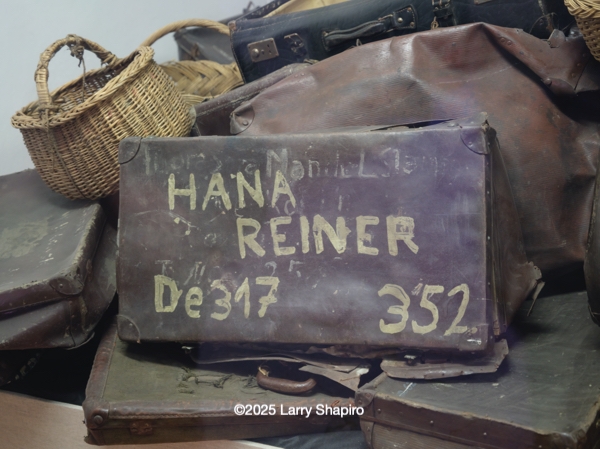 HANA
REINER
De317 352
©2025 Larry Shapiro